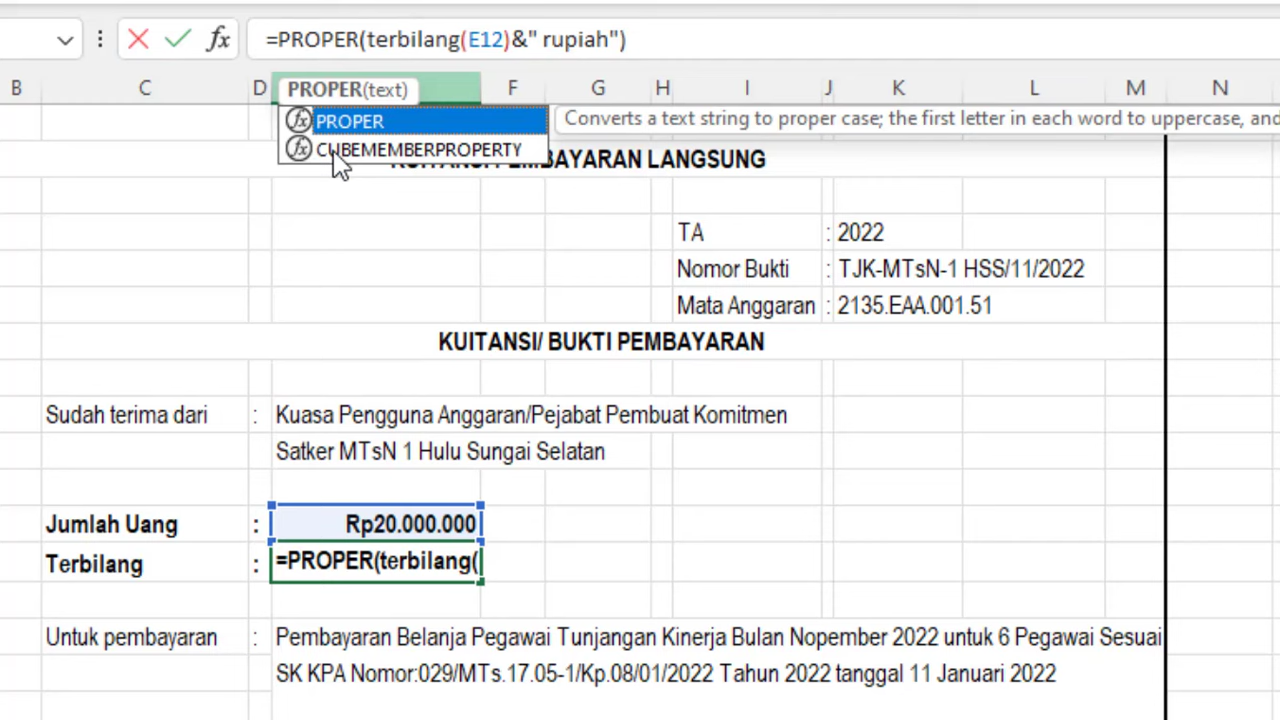 =PROPER(terbilang(E12)&" rupiah")
B C D F G H I J K L M N
PROPER(text)
PROPER
Converts a text string to proper case; the first letter in each word to uppercase, and
CUBEMEMBERPROPERTY
PEMBAYARAN LANGSUNG
TA : 2022
Nomor Bukti : TJK-MTsN-1 HSS/11/2022
Mata Anggaran : 2135.EAA.001.51
KUITANSI/ BUKTI PEMBAYARAN
Sudah terima dari : Kuasa Pengguna Anggaran/Pejabat Pembuat Komitmen
Satker MTsN 1 Hulu Sungai Selatan
Jumlah Uang : Rp20.000.000
Terbilang : =PROPER(terbilang(
Untuk pembayaran : Pembayaran Belanja Pegawai Tunjangan Kinerja Bulan Nopember 2022 untuk 6 Pegawai Sesuai
SK KPA Nomor:029/MTs.17.05-1/Kp.08/01/2022 Tahun 2022 tanggal 11 Januari 2022